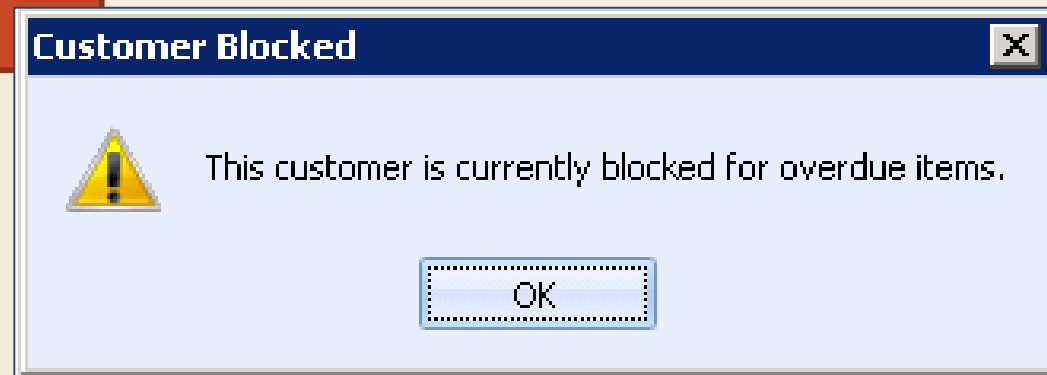 Customer Blocked
This customer is currently blocked for overdue items.
OK